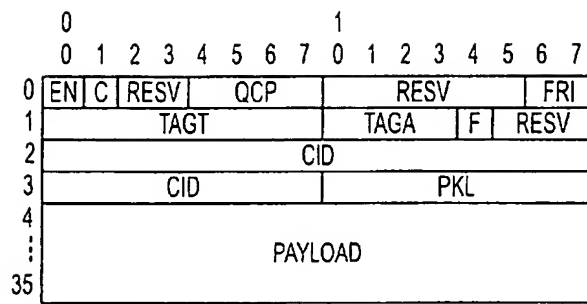 0 1
0 1 2 3 4 5 6 7 0 1 2 3 4 5 6 7
0 EN C RESV QCP RESV FRI
1 TAGT TAGA F RESV
2 CID
3 CID PKL
4
PAYLOAD
35